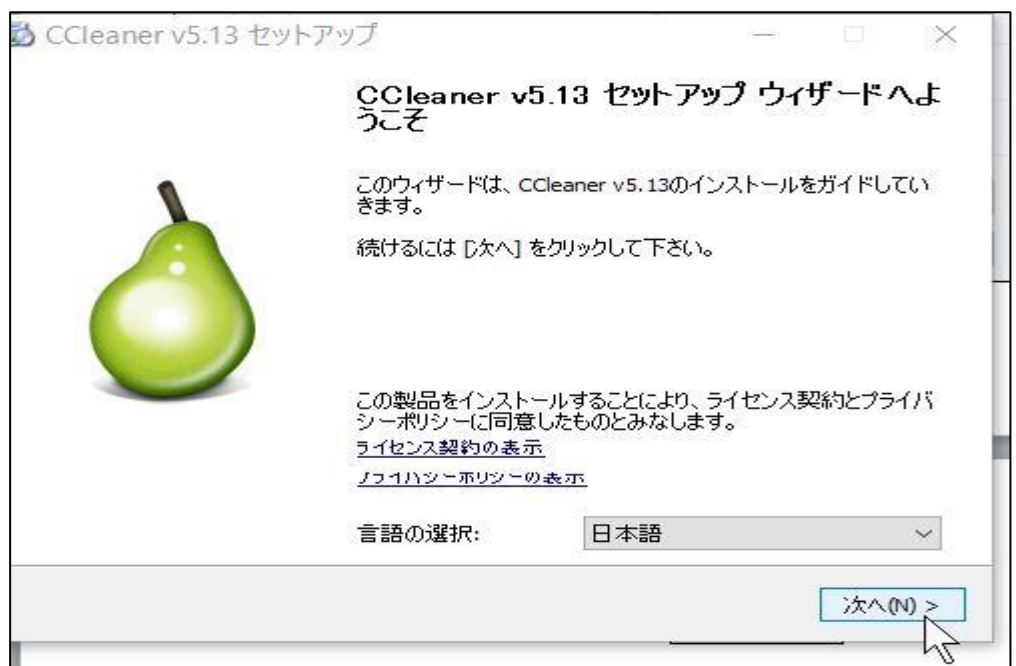 CCleaner v5.13 セットアップ
CCleaner v5.13 セットアップ ウィザードへよ
うこそ
このウィザードは、CCleaner v5.13のインストールをガイドしてい
きます。
続けるには [次へ] をクリックして下さい。
この製品をインストールすることにより、ライセンス契約とプライバ
シーポリシーに同意したものとみなします。
ライセンス契約の表示
プライバシーポリシーの表示
言語の選択: 日本語
次へ(N) >